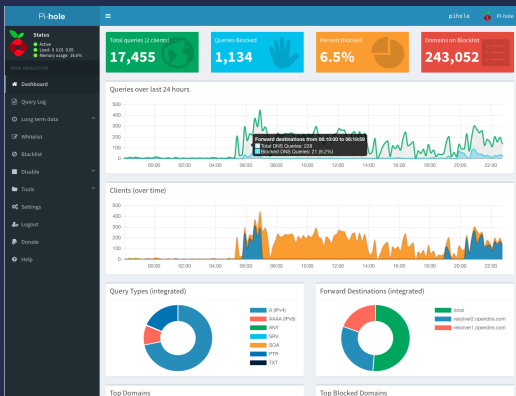 Pi-hole
pi.hole
Pi-hole
Status
Active
Load: 0 0.01 0.05
Memory usage: 18.6%
MAIN NAVIGATION
Dashboard
Query Log
Long term data
Whitelist
Blacklist
Disable
Tools
Settings
Logout
Donate
Help
Total queries (2 clients)
17,455
Queries Blocked
1,134
Percent Blocked
6.5%
Domains on Blocklist
243,052
Queries over last 24 hours
500
400
300
200
100
0
Forward destinations from 06:10:00 to 06:19:59
Total DNS Queries: 228
Blocked DNS Queries: 21 (9.2%)
00:00 02:00 04:00 06:00 08:00 10:00 12:00 14:00 16:00 18:00 20:00 22:00
Clients (over time)
500
400
300
200
100
0
00:00 02:00 04:00 06:00 08:00 10:00 12:00 14:00 16:00 18:00 20:00 22:00
Query Types (integrated)
A (IPv4)
AAAA (IPv6)
ANY
SRV
SOA
PTR
TXT
Forward Destinations (integrated)
local
resolver2.opendns.com
resolver1.opendns.com
Top Domains
Top Blocked Domains